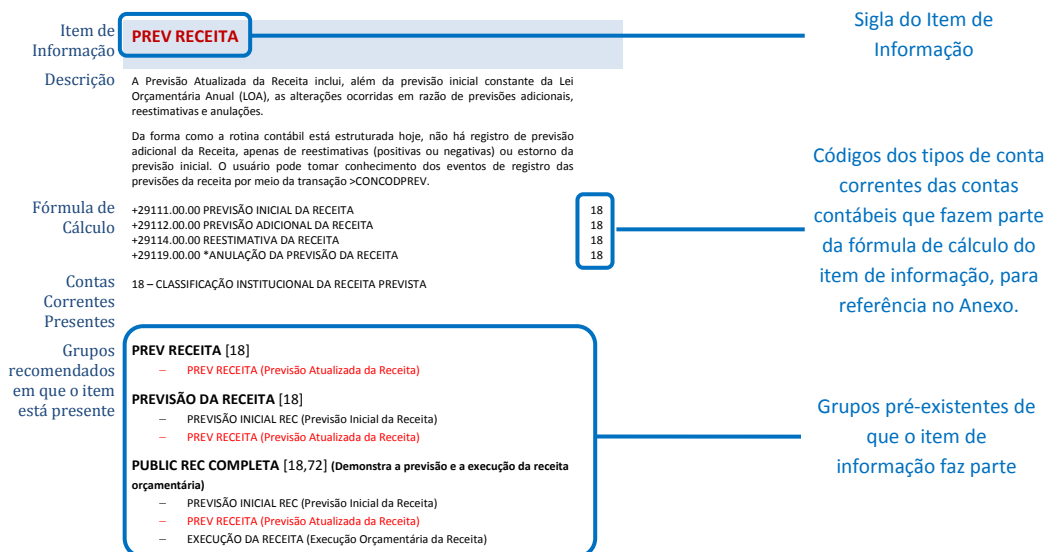 Item de
Informação
PREV RECEITA
Sigla do Item de
Informação
Descrição
A Previsão Atualizada da Receita inclui, além da previsão inicial constante da Lei
Orçamentária Anual (LOA), as alterações ocorridas em razão de previsões adicionais,
reestimativas e anulações.
Da forma como a rotina contábil está estruturada hoje, não há registro de previsão
adicional da Receita, apenas de reestimativas (positivas ou negativas) ou estorno da
previsão inicial. O usuário pode tomar conhecimento dos eventos de registro das
previsões da receita por meio da transação >CONCODPREV.
Fórmula de
Cálculo
+29111.00.00 PREVISÃO INICIAL DA RECEITA 18
+29112.00.00 PREVISÃO ADICIONAL DA RECEITA 18
+29114.00.00 REESTIMATIVA DA RECEITA 18
+29119.00.00 *ANULAÇÃO DA PREVISÃO DA RECEITA 18
Códigos dos tipos de conta
correntes das contas
contábeis que fazem parte
da fórmula de cálculo do
item de informação, para
referência no Anexo.
Contas
Correntes
Presentes
18 – CLASSIFICAÇÃO INSTITUCIONAL DA RECEITA PREVISTA
Grupos
recomendados
em que o item
está presente
PREV RECEITA [18]
– PREV RECEITA (Previsão Atualizada da Receita)
PREVISÃO DA RECEITA [18]
– PREVISÃO INICIAL REC (Previsão Inicial da Receita)
– PREV RECEITA (Previsão Atualizada da Receita)
PUBLIC REC COMPLETA [18,72] (Demonstra a previsão e a execução da receita
orçamentária)
– PREVISÃO INICIAL REC (Previsão Inicial da Receita)
– PREV RECEITA (Previsão Atualizada da Receita)
– EXECUÇÃO DA RECEITA (Execução Orçamentária da Receita)
Grupos pré-existentes de
que o item de
informação faz parte